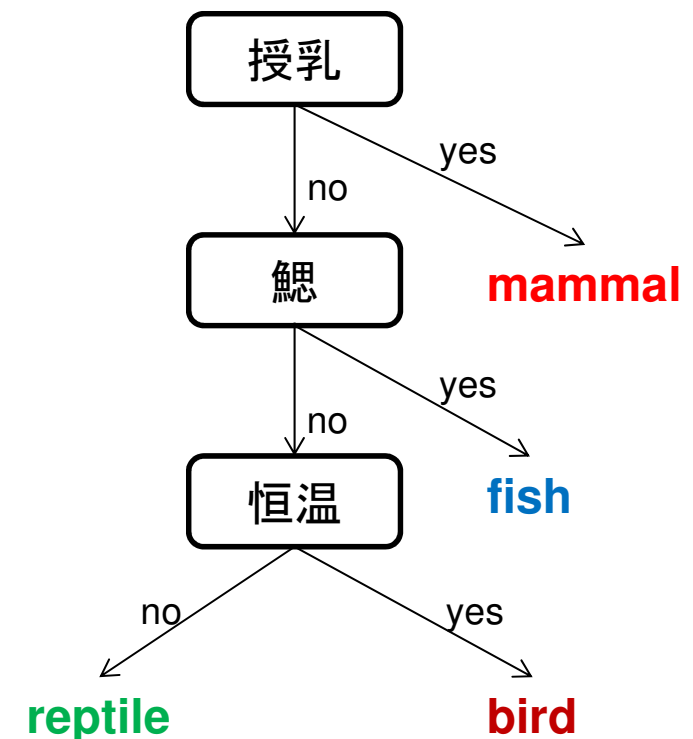 授乳
yes
no
鰓
mammal
yes
no
恒温
fish
no
yes
reptile
bird